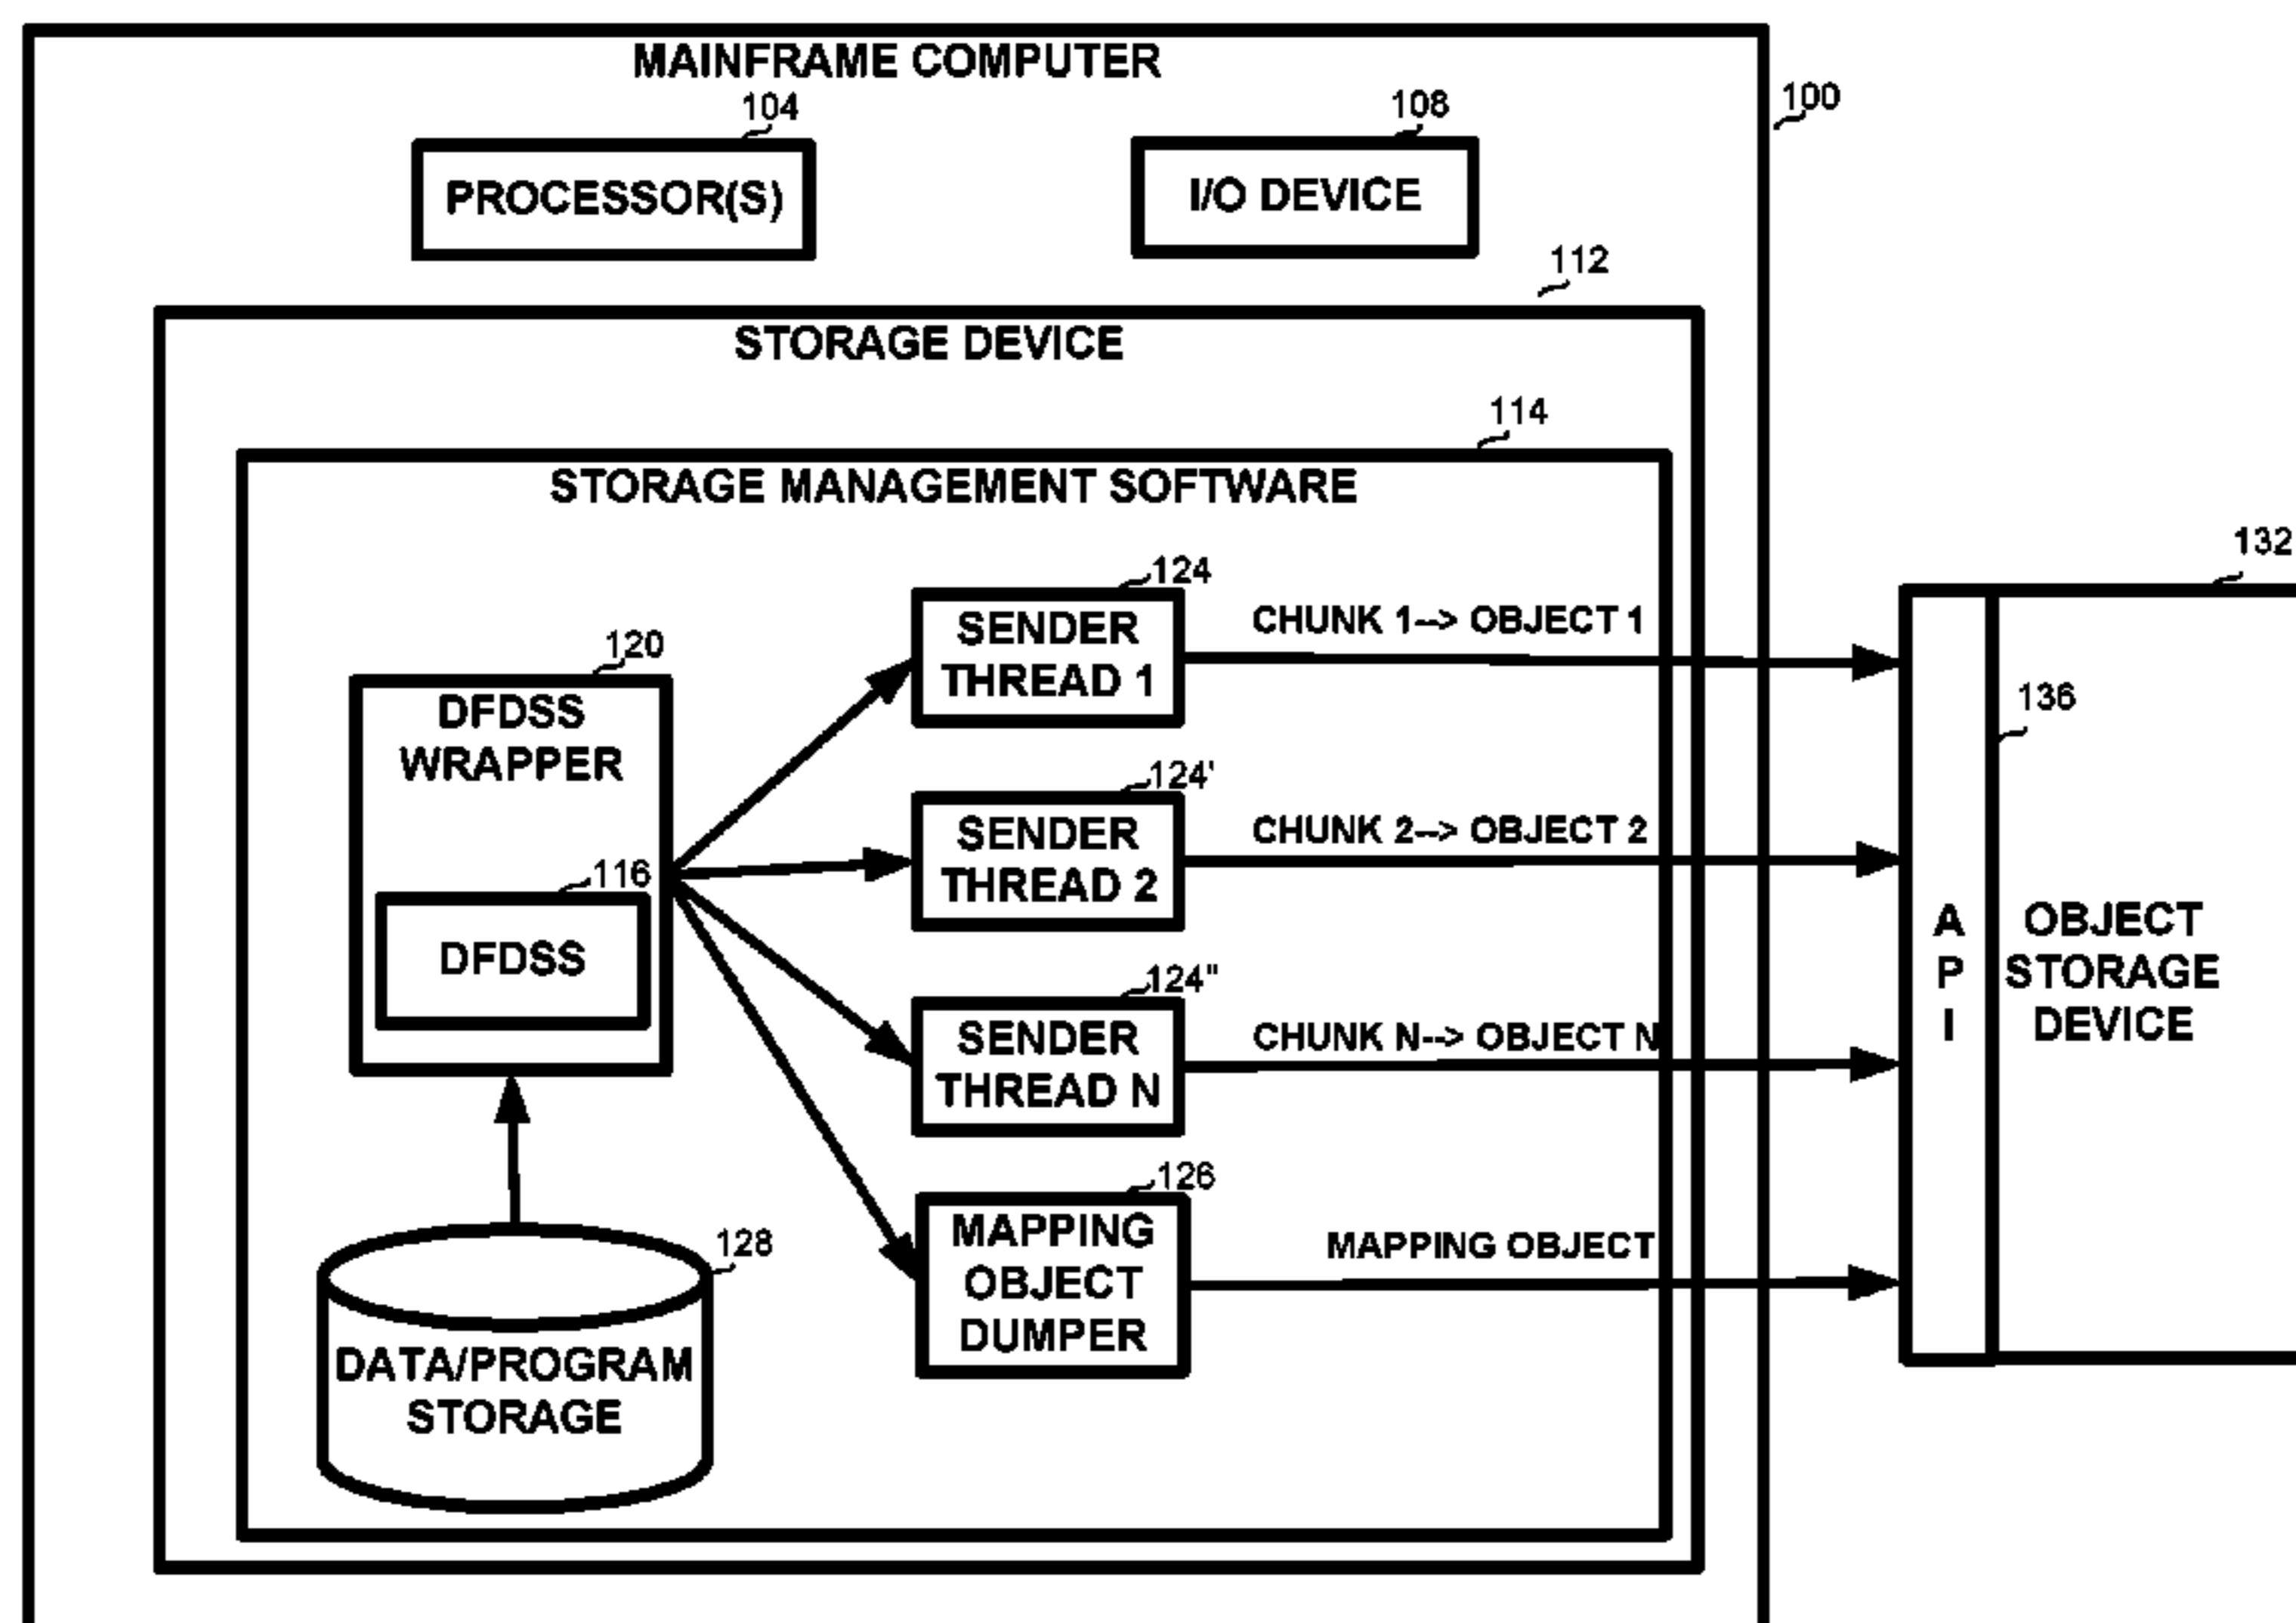 MAINFRAME COMPUTER
104
108
100
PROCESSOR(S)
I/O DEVICE
112
STORAGE DEVICE
114
STORAGE MANAGEMENT SOFTWARE
132
124
SENDER
THREAD 1
CHUNK 1--> OBJECT 1
120
DFDSS
WRAPPER
136
124'
SENDER
THREAD 2
CHUNK 2--> OBJECT 2
116
DFDSS
A
P
I
OBJECT
STORAGE
DEVICE
124"
SENDER
THREAD N
CHUNK N--> OBJECT N
126
MAPPING
OBJECT
DUMPER
MAPPING OBJECT
128
DATA/PROGRAM
STORAGE